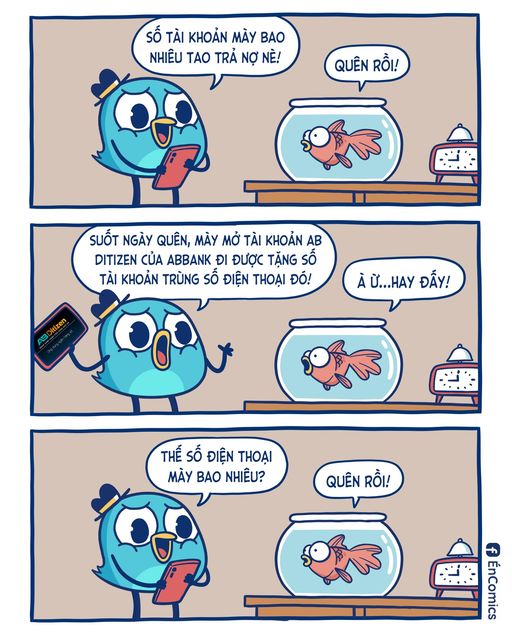 SỐ TÀI KHOẢN MÀY BAO
NHIÊU TAO TRẢ NỢ NÈ!
QUÊN RỒI!
SUỐT NGÀY QUÊN, MÀY MỞ TÀI KHOẢN AB
DITIZEN CỦA ABBANK ĐI ĐƯỢC TẶNG SỐ
TÀI KHOẢN TRÙNG SỐ ĐIỆN THOẠI ĐÓ!
À Ừ...HAY ĐẤY!
AB Ditizen
THẾ SỐ ĐIỆN THOẠI
MÀY BAO NHIÊU?
QUÊN RỒI!
ÉnComics